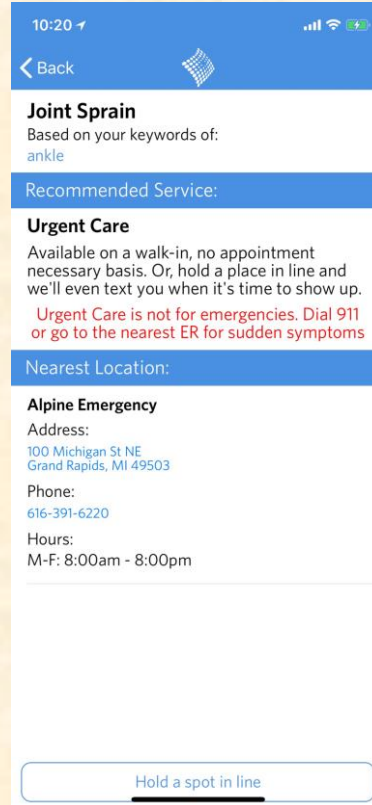 10:20
Back
Joint Sprain
Based on your keywords of:
ankle
Recommended Service:
Urgent Care
Available on a walk-in, no appointment
necessary basis. Or, hold a place in line and
we'll even text you when it's time to show up.
Urgent Care is not for emergencies. Dial 911
or go to the nearest ER for sudden symptoms
Nearest Location:
Alpine Emergency
Address:
100 Michigan St NE
Grand Rapids, MI 49503
Phone:
616-391-6220
Hours:
M-F: 8:00am - 8:00pm
Hold a spot in line